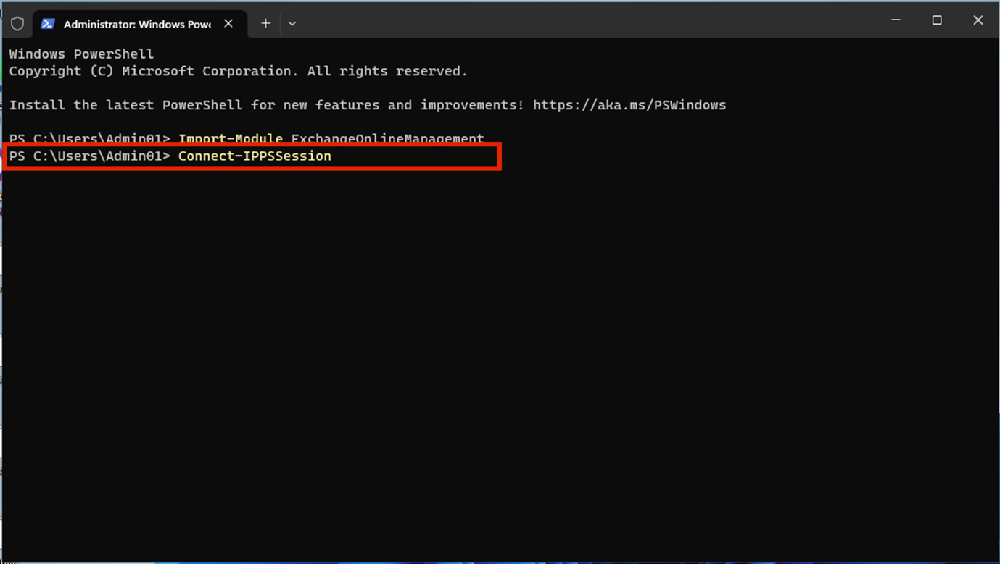 Administrator: Windows Powe
Windows PowerShell
Copyright (C) Microsoft Corporation. All rights reserved.
Install the latest PowerShell for new features and improvements! https://aka.ms/PSWindows
PS C:\Users\Admin01> Import-Module ExchangeOnlineManagement
PS C:\Users\Admin01> Connect-IPPSSession